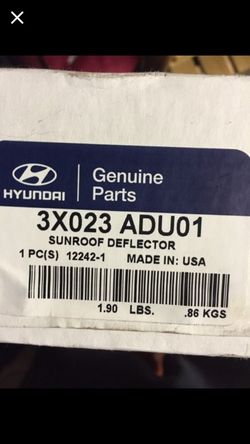 HYUNDAI
Genuine
Parts
3X023 ADU01
SUNROOF DEFLECTOR
1 PC(S) 12242-1 MADE IN: USA
1.90 LBS. .86 KGS